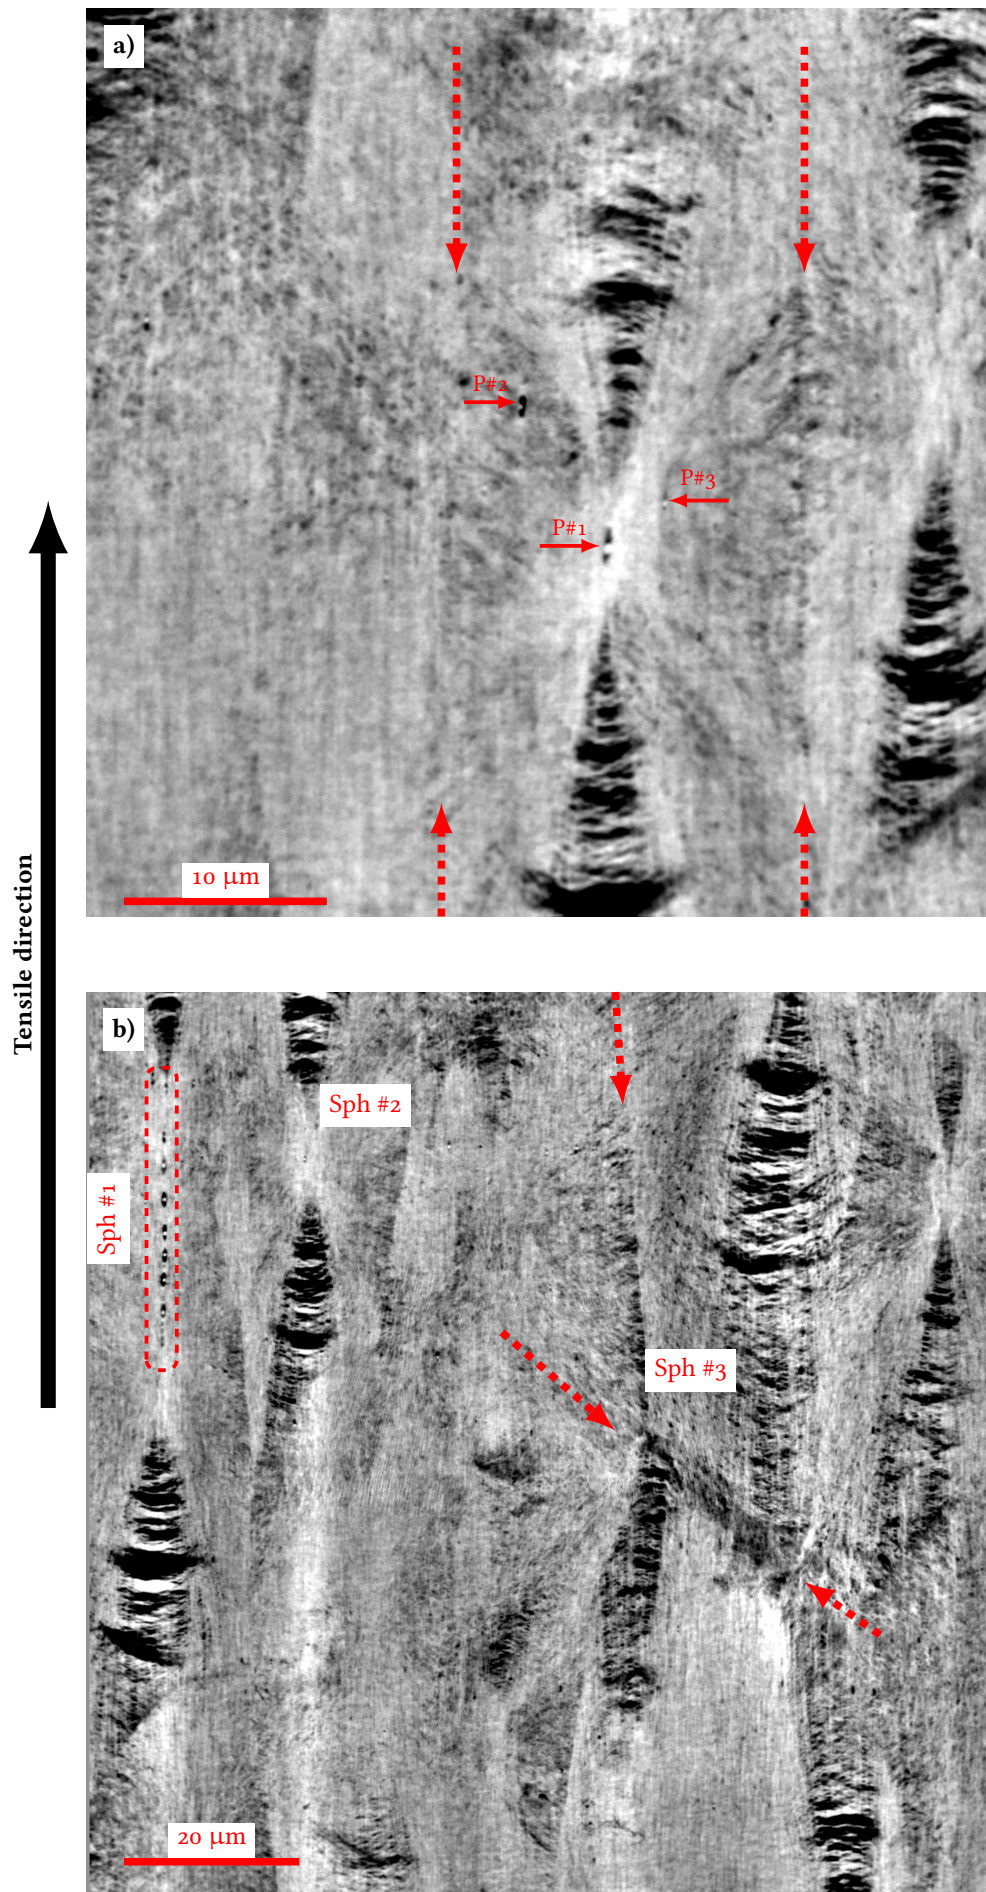 a)
P#2
P#3
P#1
10 µm
Tensile direction
b)
Sph #2
Sph #1
Sph #3
20 µm